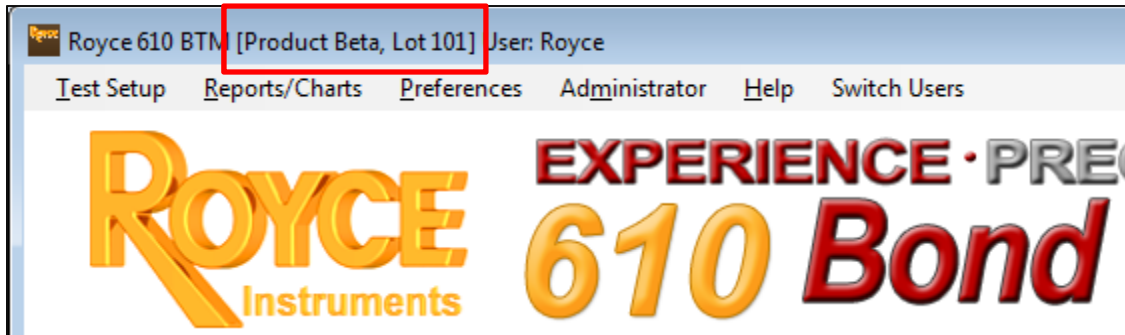 Royce 610 BTM [Product Beta, Lot 101] User: Royce
Test Setup Reports/Charts Preferences Administrator Help Switch Users
ROYCE
Instruments
EXPERIENCE · PREC
610 Bond